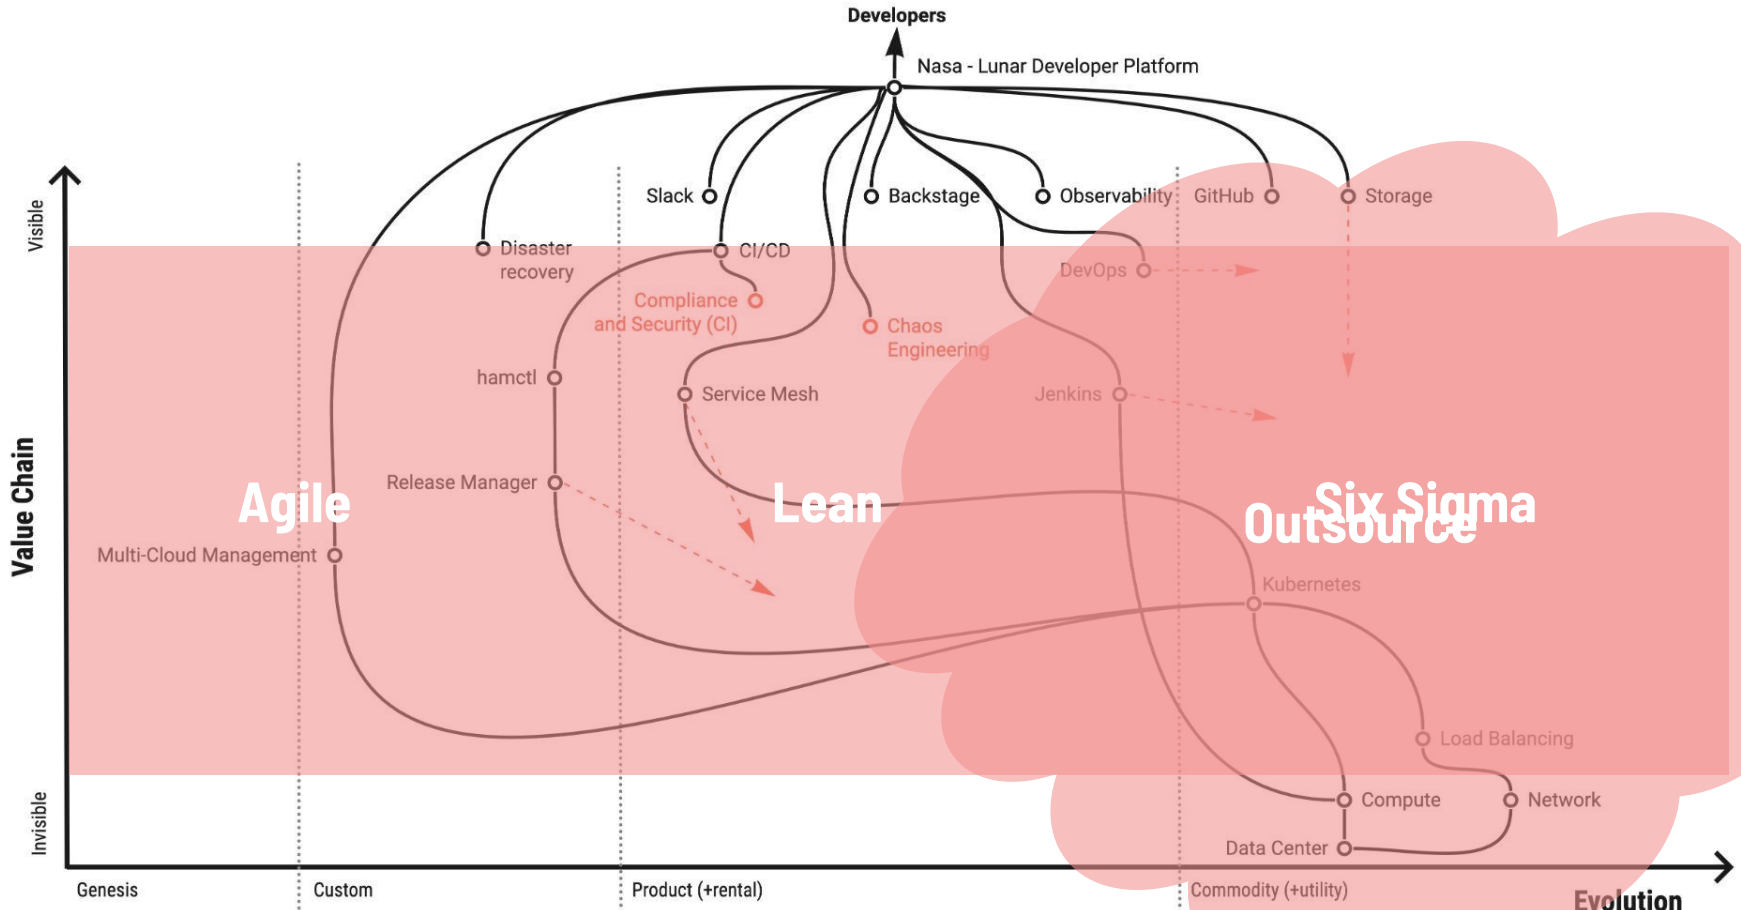 Developers
Nasa - Lunar Developer Platform
Visible
Slack
Backstage
Observability
GitHub
Storage
Disaster
recovery
CI/CD
DevOps
Compliance
and Security (CI)
Chaos
Engineering
hamctl
Service Mesh
Jenkins
Value Chain
Release Manager
Agile
Lean
Six Sigma
Outsource
Multi-Cloud Management
Kubernetes
Load Balancing
Invisible
Compute
Network
Data Center
Genesis
Custom
Product (+rental)
Commodity (+utility)
Evolution